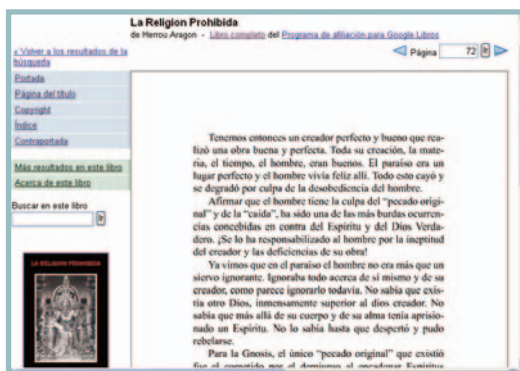 La Religion Prohibida
de Herrou Aragon - Libro completo del Programa de afiliación para Google Libros
« Volver a los resultados de la
búsqueda
Página 72 Ir
Portada
Página del título
Copyright
Índice
Contraportada
Más resultados en este libro
Acerca de este libro
Buscar en este libro
Ir
LA RELIGION PROHIBIDA
Tenemos entonces un creador perfecto y bueno que rea-
lizó una obra buena y perfecta. Toda su creación, la mate-
ria, el tiempo, el hombre, eran buenos. El paraíso era un
lugar perfecto y el hombre vivía feliz allí. Todo esto cayó y
se degradó por culpa de la desobediencia del hombre.
Afirmar que el hombre tiene la culpa del "pecado origi-
nal" y de la "caída", ha sido una de las más burdas ocurren-
cias concebidas en contra del Espíritu y del Dios Verda-
dero. ¡Se lo ha responsabilizado al hombre por la ineptitud
del creador y las deficiencias de su obra!
Ya vimos que en el paraíso el hombre no era más que un
siervo ignorante. Ignoraba todo acerca de sí mismo y de su
creador, como parece ignorarlo todavía. No sabía que exis-
tía otro Dios, inmensamente superior al dios creador. No
sabía que más allá de su cuerpo y de su alma tenía aprisio-
nado un Espíritu. No lo sabía hasta que despertó y pudo
rebelarse.
Para la Gnosis, el único "pecado original" que existió
fue el cometido por el demiurgo al encadenar Espíritus